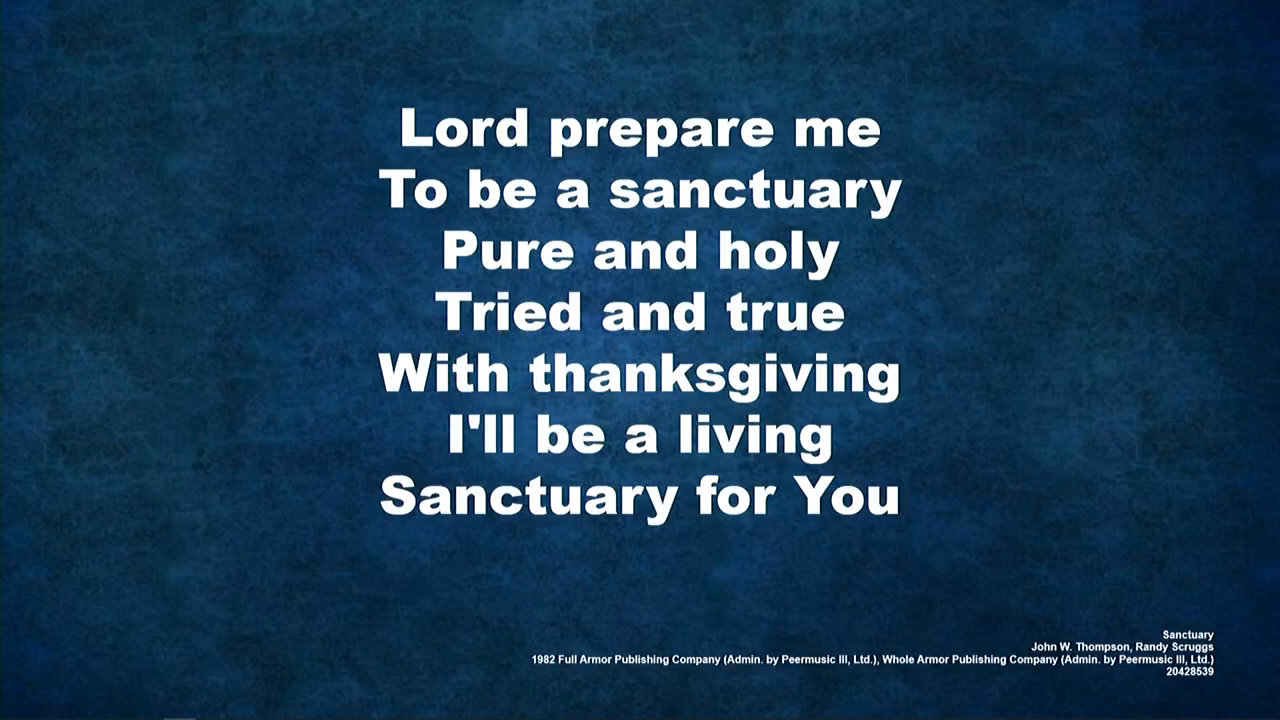 Lord prepare me
To be a sanctuary
Pure and holy
Tried and true
With thanksgiving
I'll be a living
Sanctuary for You
Sanctuary
John W. Thompson, Randy Scruggs
1982 Full Armor Publishing Company (Admin. by Peermusic III, Ltd.), Whole Armor Publishing Company (Admin. by Peermusic III, Ltd.)
20428539